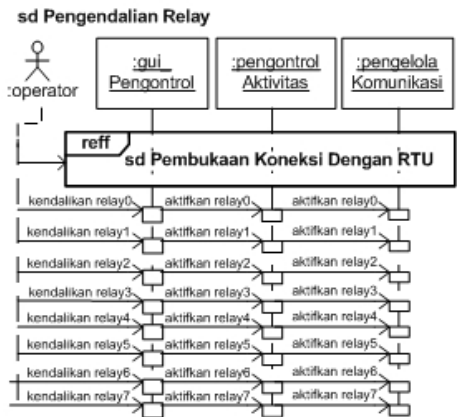 sd Pengendalian Relay
:operator
:gui_
Pengontrol
:pengontrol
Aktivitas
:pengelola
Komunikasi
reff
sd Pembukaan Koneksi Dengan RTU
kendalikan relay0 aktifkan relay0 aktifkan relay0
kendalikan relay1 aktifkan relay1 aktifkan relay1
kendalikan relay2 aktifkan relay2 aktifkan relay2
kendalikan relay3 aktifkan relay3 aktifkan relay3
kendalikan relay4 aktifkan relay4 aktifkan relay4
kendalikan relay5 aktifkan relay5 aktifkan relay5
kendalikan relay6 aktifkan relay6 aktifkan relay6
kendalikan relay7 aktifkan relay7 aktifkan relay7